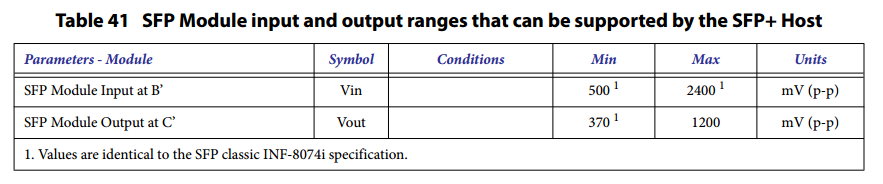 Table 41 SFP Module input and output ranges that can be supported by the SFP+ Host
Parameters - Module Symbol Conditions Min Max Units
SFP Module Input at B’ Vin 500 1 2400 1 mV (p-p)
SFP Module Output at C’ Vout 370 1 1200 mV (p-p)
1. Values are identical to the SFP classic INF-8074i specification.